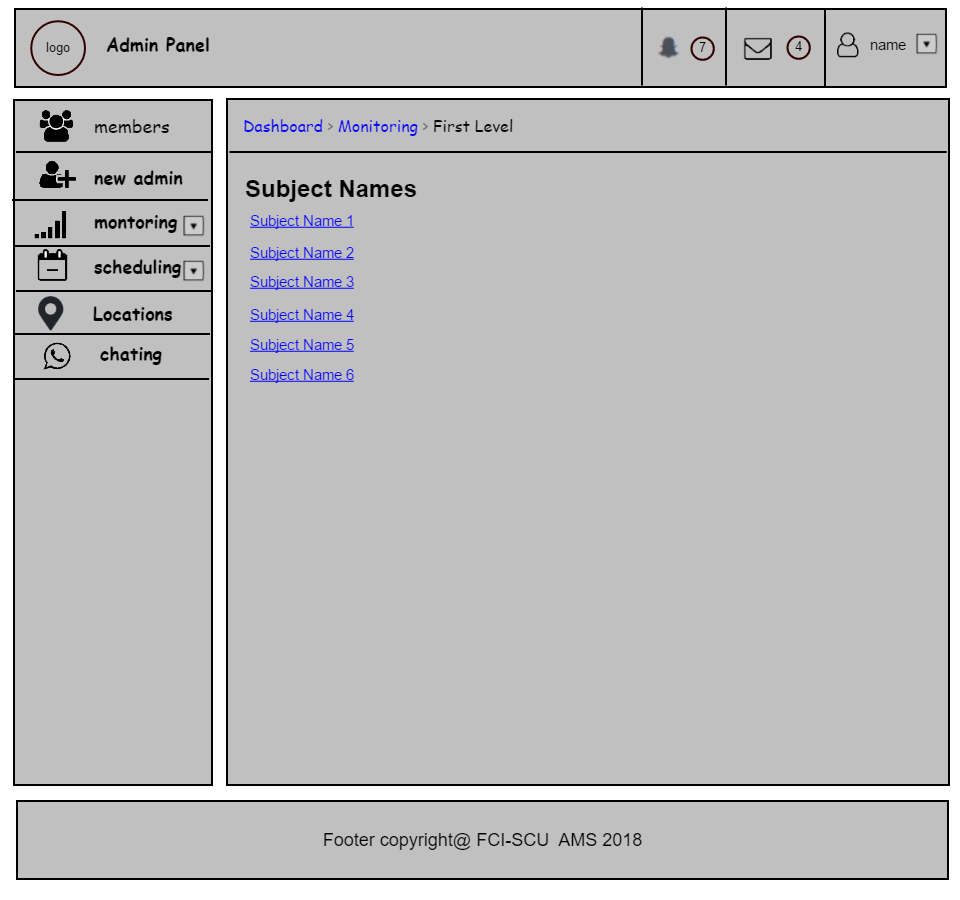 logo
Admin Panel
7
4
name
members
new admin
montoring
scheduling
Locations
chating
Dashboard > Monitoring > First Level
Subject Names
Subject Name 1
Subject Name 2
Subject Name 3
Subject Name 4
Subject Name 5
Subject Name 6
Footer copyright@ FCI-SCU  AMS 2018